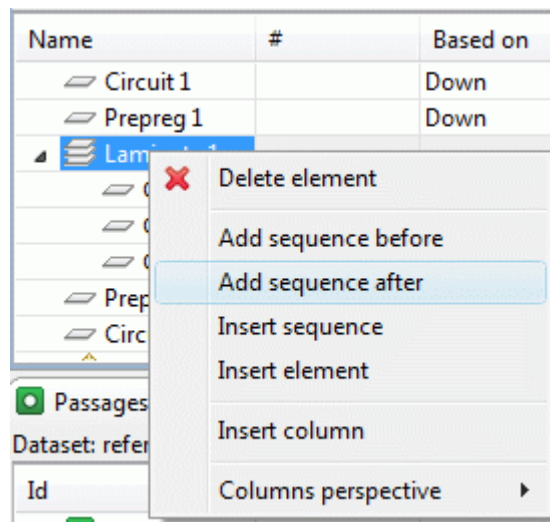 Name # Based on
Circuit 1 Down
Prepreg 1 Down
Delete element
Add sequence before
Add sequence after
Insert sequence
Insert element
Passages
Insert column
Dataset:
Id Columns perspective